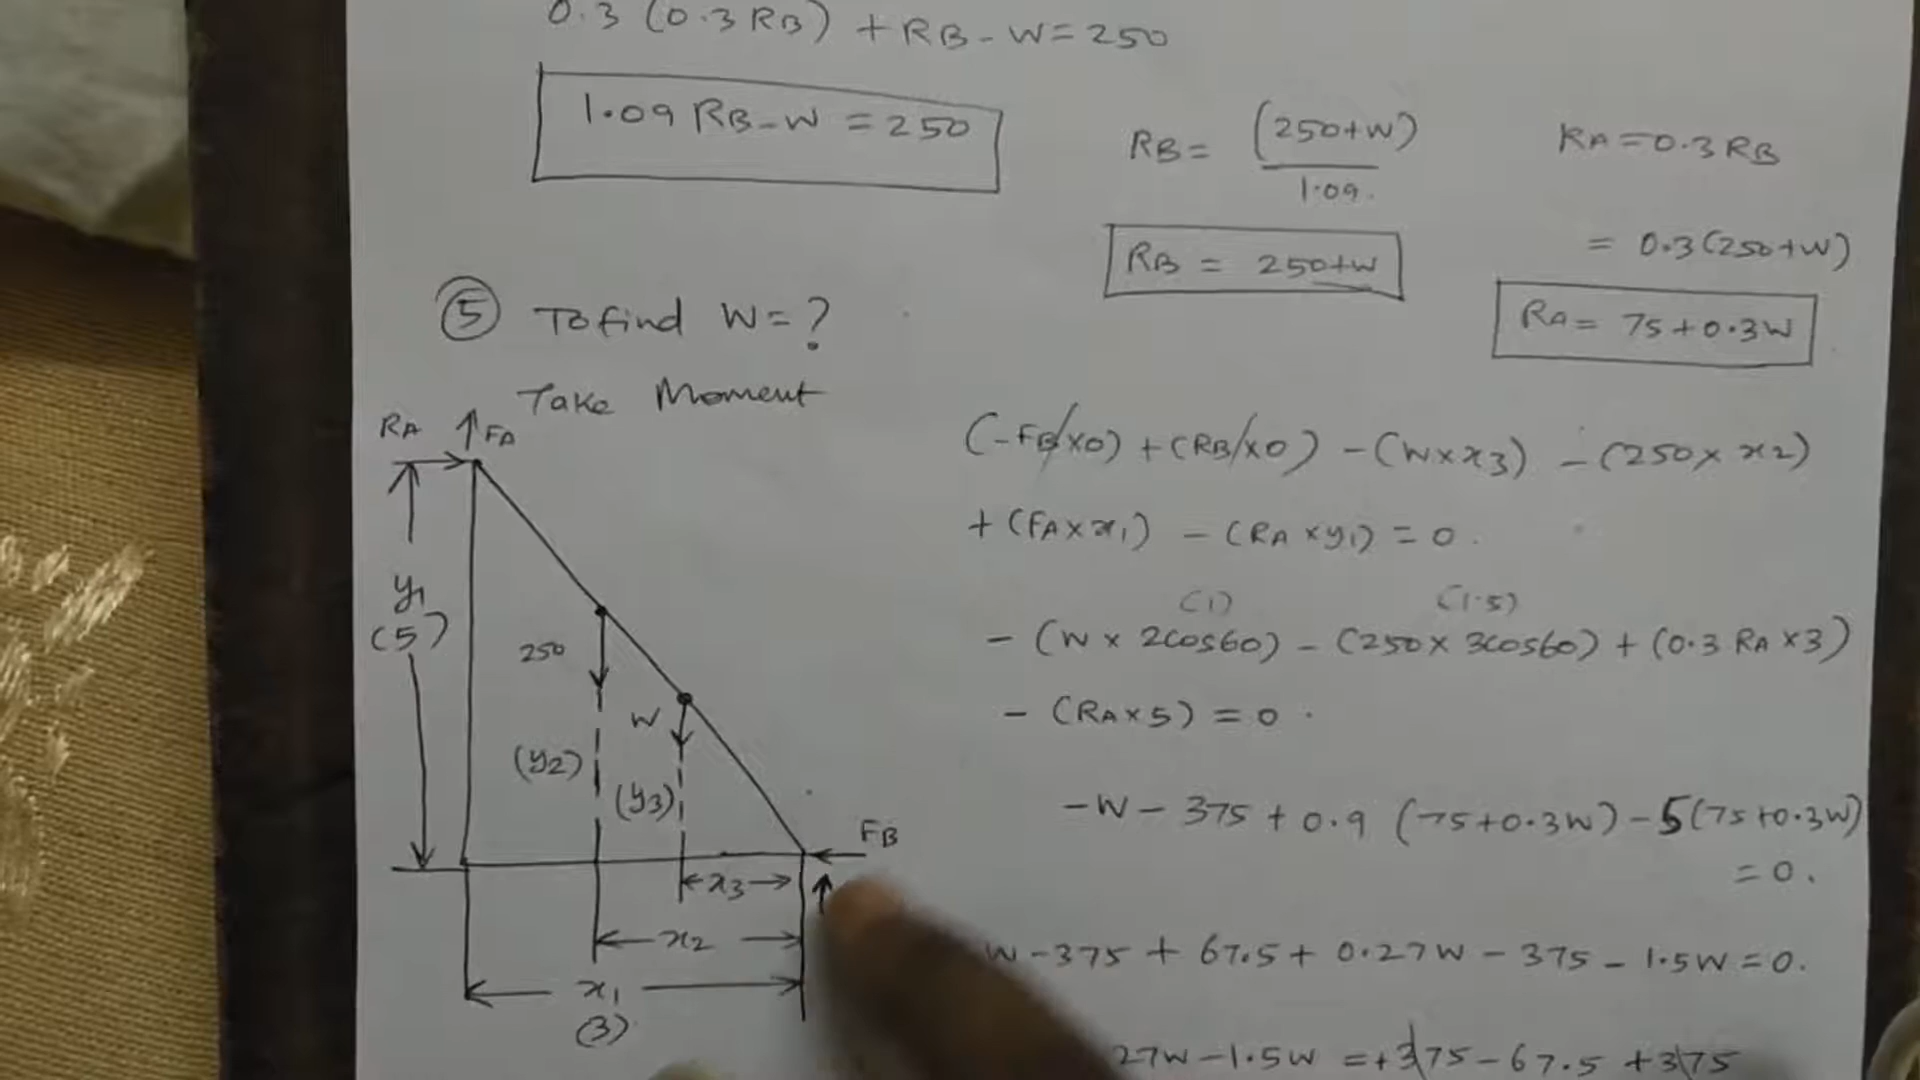 0.3 (0.3 RB) + RB - W = 250
1.09 RB - W = 250
RB = (250+W)
1.09.
RA = 0.3 RB
RB = 250+W
= 0.3(250+W)
RA = 75 + 0.3W
⑤ To find W = ?
Take Moment
RA ↑ FA
y1
(5)
250
W
(y2)
(y3)
FB
x3
x2
x1
(3)
(-FB×0) + (RB×0) - (W×x3) - (250× x2)
+ (FA×x1) - (RA×y1) = 0.
(1) (1.5)
- (W × 2cos60) - (250× 3cos60) + (0.3 RA ×3)
- (RA×5) = 0.
-W - 375 + 0.9 (75+0.3W) - 5(75+0.3W)
= 0.
W - 375 + 67.5 + 0.27W - 375 - 1.5W = 0.
27W - 1.5W = +375 - 67.5 + 375